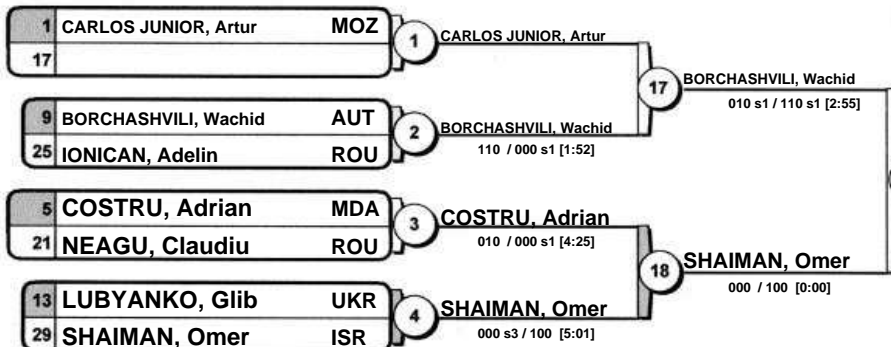 1 CARLOS JUNIOR, Artur MOZ
17
1
CARLOS JUNIOR, Artur
9 BORCHASHVILI, Wachid AUT
25 IONICAN, Adelin ROU
2
BORCHASHVILI, Wachid
110 / 000 s1 [1:52]
17
BORCHASHVILI, Wachid
010 s1 / 110 s1 [2:55]
5 COSTRU, Adrian MDA
21 NEAGU, Claudiu ROU
3
COSTRU, Adrian
010 / 000 s1 [4:25]
13 LUBYANKO, Glib UKR
29 SHAIMAN, Omer ISR
4
SHAIMAN, Omer
000 s3 / 100 [5:01]
18
SHAIMAN, Omer
000 / 100 [0:00]